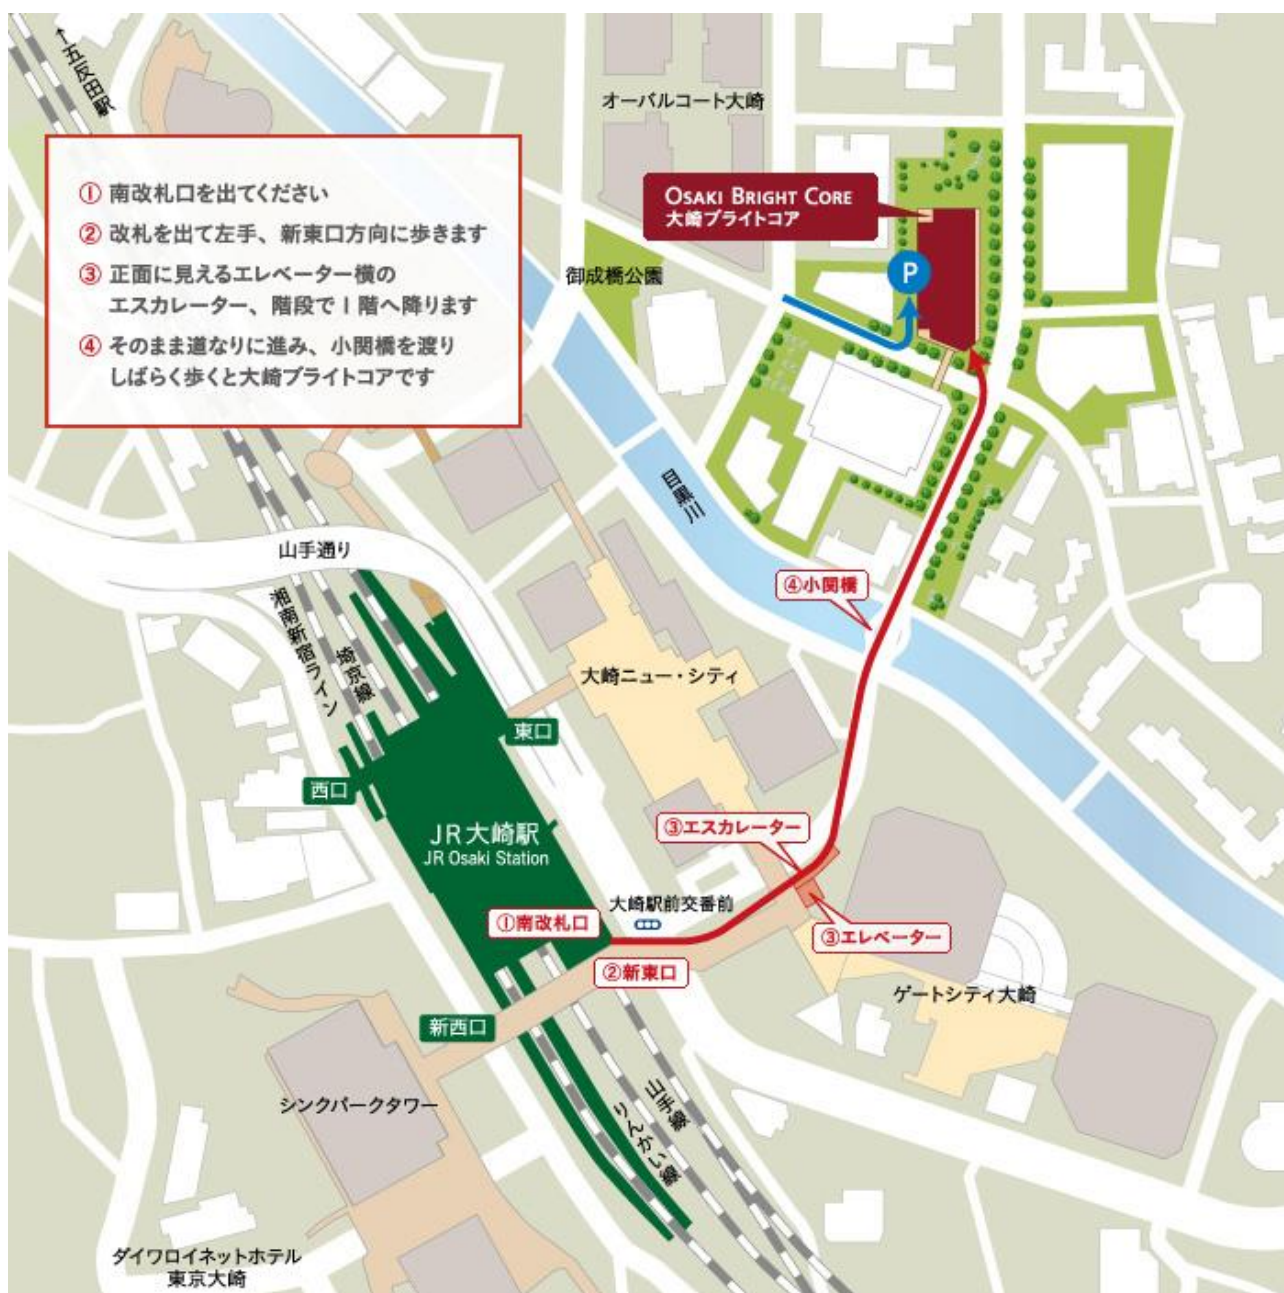 ←五反田駅
オーバルコート大崎
① 南改札口を出てください
② 改札を出て左手、新東口方向に歩きます
③ 正面に見えるエレベーター横の
エスカレーター、階段で1階へ降ります
④ そのまま道なりに進み、小関橋を渡り
しばらく歩くと大崎ブライトコアです
OSAKI BRIGHT CORE
大崎ブライトコア
P
御成橋公園
目黒川
山手通り
④小関橋
湘南新宿ライン
埼京線
大崎ニュー・シティ
東口
西口
JR大崎駅
JR Osaki Station
③エスカレーター
大崎駅前交番前
①南改札口
③エレベーター
②新東口
ゲートシティ大崎
新西口
シンクパークタワー
山手線
りんかい線
ダイワロイネットホテル
東京大崎